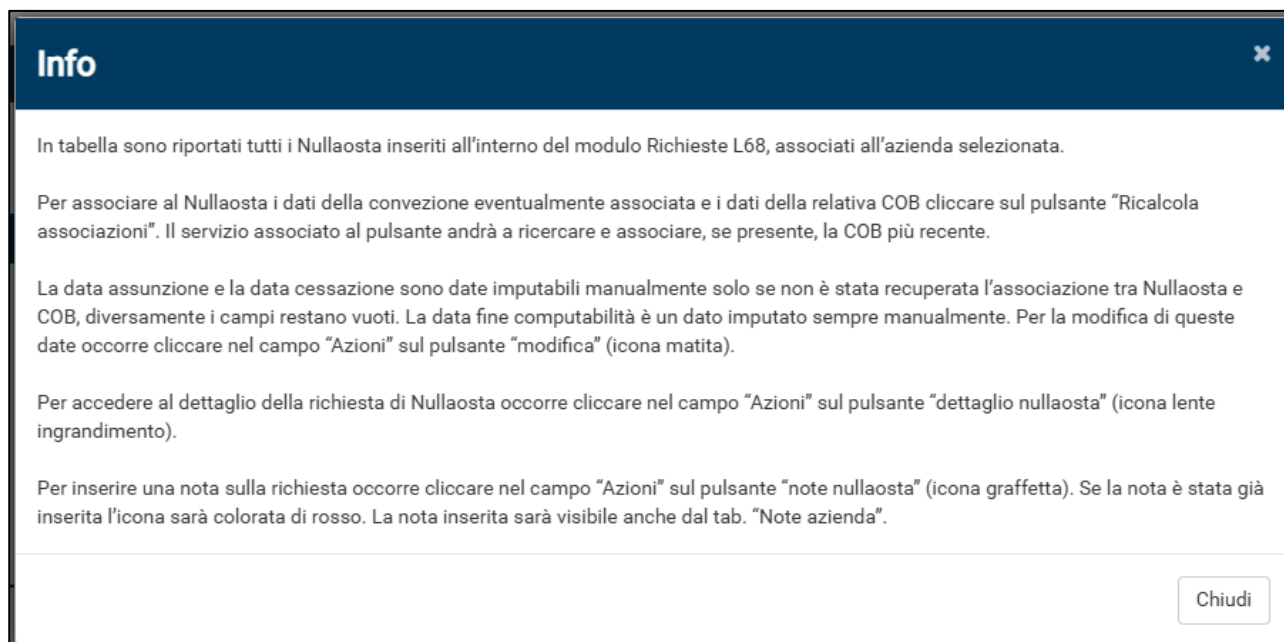 Info
In tabella sono riportati tutti i Nullaosta inseriti all’interno del modulo Richieste L68, associati all’azienda selezionata.
Per associare al Nullaosta i dati della convezione eventualmente associata e i dati della relativa COB cliccare sul pulsante “Ricalcola
associazioni”. Il servizio associato al pulsante andrà a ricercare e associare, se presente, la COB più recente.
La data assunzione e la data cessazione sono date imputabili manualmente solo se non è stata recuperata l’associazione tra Nullaosta e
COB, diversamente i campi restano vuoti. La data fine computabilità è un dato imputato sempre manualmente. Per la modifica di queste
date occorre cliccare nel campo “Azioni” sul pulsante “modifica” (icona matita).
Per accedere al dettaglio della richiesta di Nullaosta occorre cliccare nel campo “Azioni” sul pulsante “dettaglio nullaosta” (icona lente
ingrandimento).
Per inserire una nota sulla richiesta occorre cliccare nel campo “Azioni” sul pulsante “note nullaosta” (icona graffetta). Se la nota è stata già
inserita l’icona sarà colorata di rosso. La nota inserita sarà visibile anche dal tab. “Note azienda”.
Chiudi